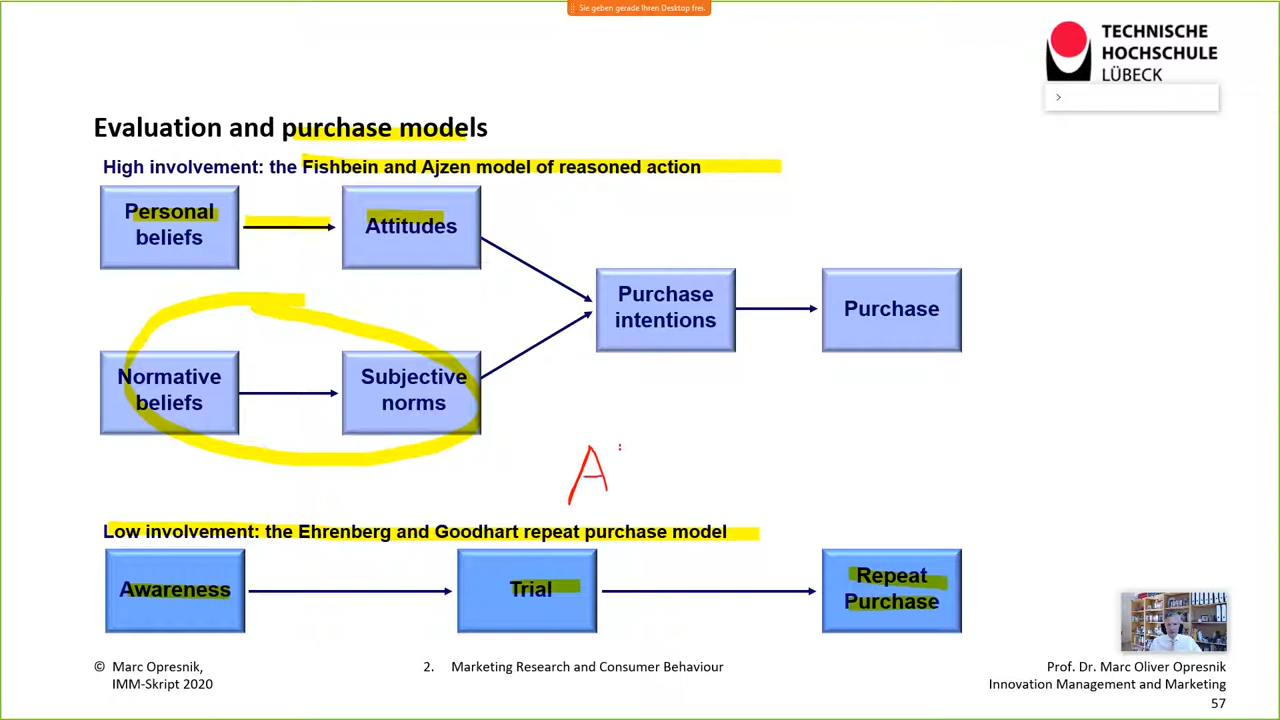 Sie geben gerade Ihren Desktop frei.
TECHNISCHE
HOCHSCHULE
LÜBECK
Evaluation and purchase models
High involvement: the Fishbein and Ajzen model of reasoned action
Personal
beliefs
Attitudes
Purchase
intentions
Purchase
Normative
beliefs
Subjective
norms
A
Low involvement: the Ehrenberg and Goodhart repeat purchase model
Awareness
Trial
Repeat
Purchase
© Marc Opresnik,
IMM-Skript 2020
2. Marketing Research and Consumer Behaviour
Prof. Dr. Marc Oliver Opresnik
Innovation Management and Marketing
57